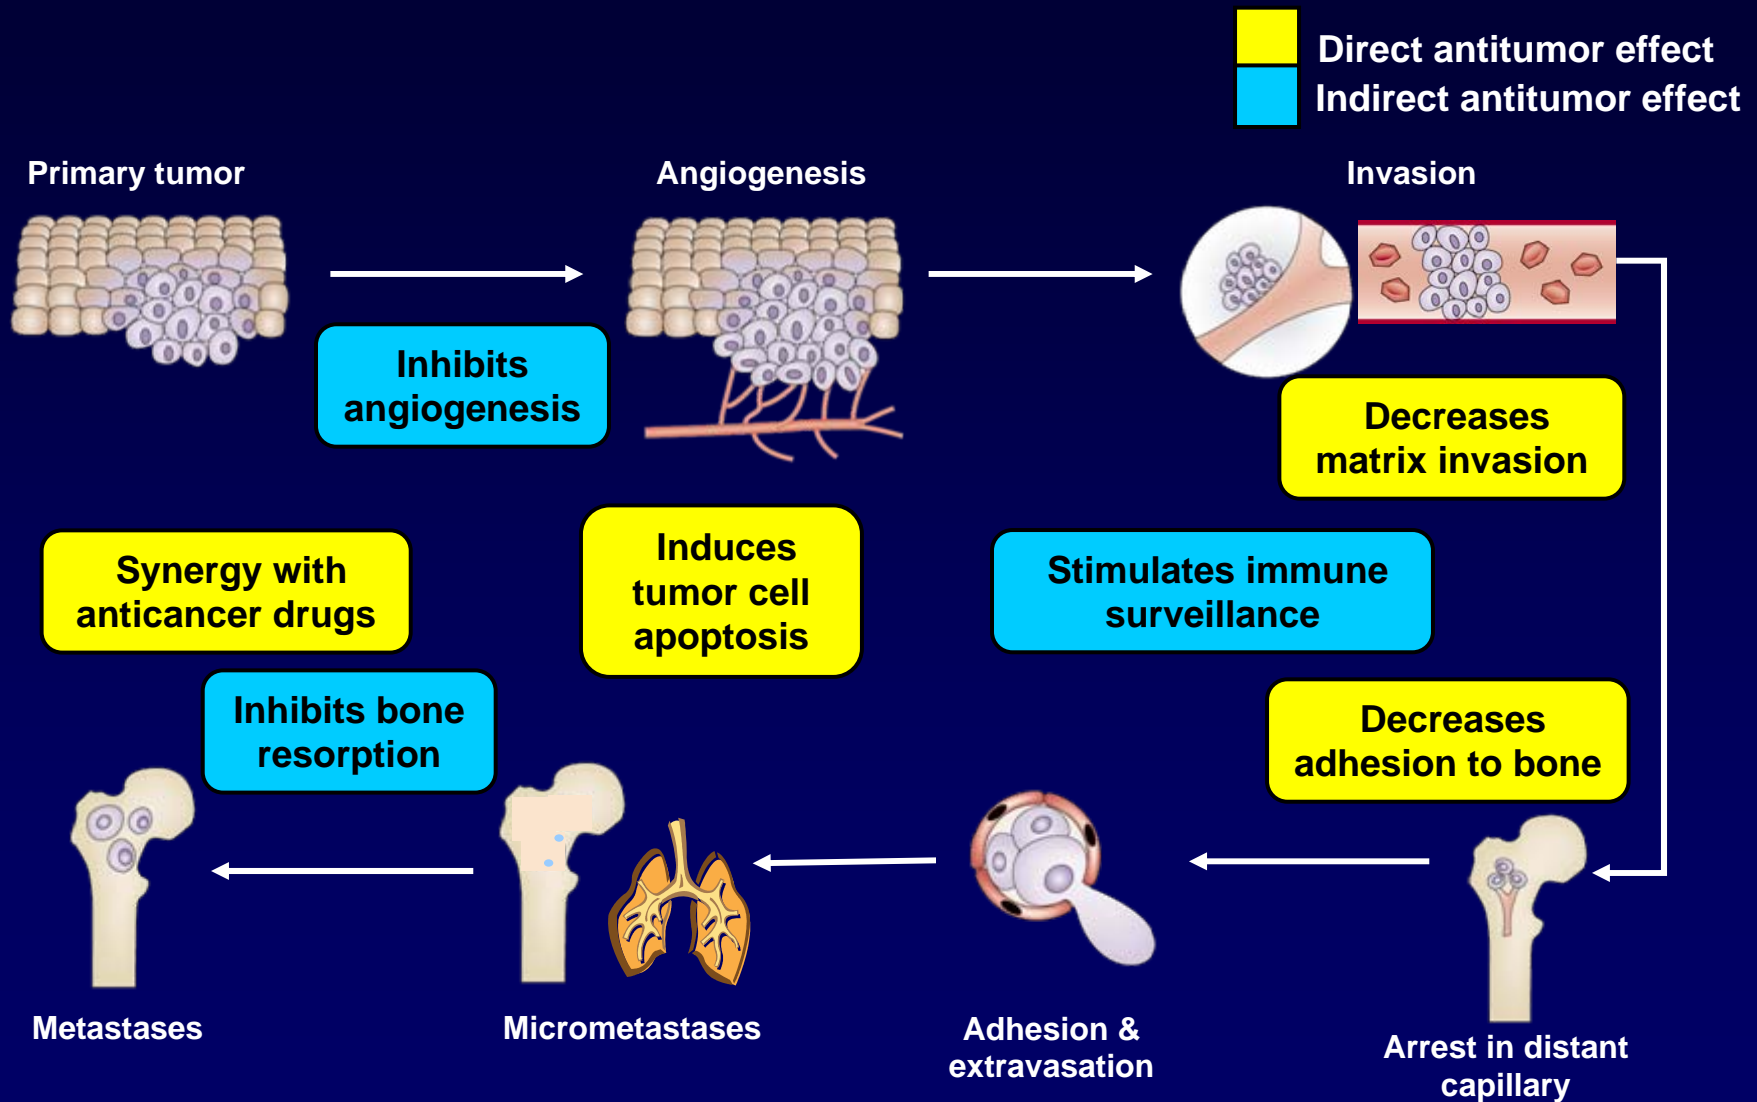 Direct antitumor effect
Indirect antitumor effect
Primary tumor
Angiogenesis
Invasion
Inhibits
angiogenesis
Decreases
matrix invasion
Synergy with
anticancer drugs
Induces
tumor cell
apoptosis
Stimulates immune
surveillance
Inhibits bone
resorption
Decreases
adhesion to bone
Metastases
Micrometastases
Adhesion &
extravasation
Arrest in distant
capillary